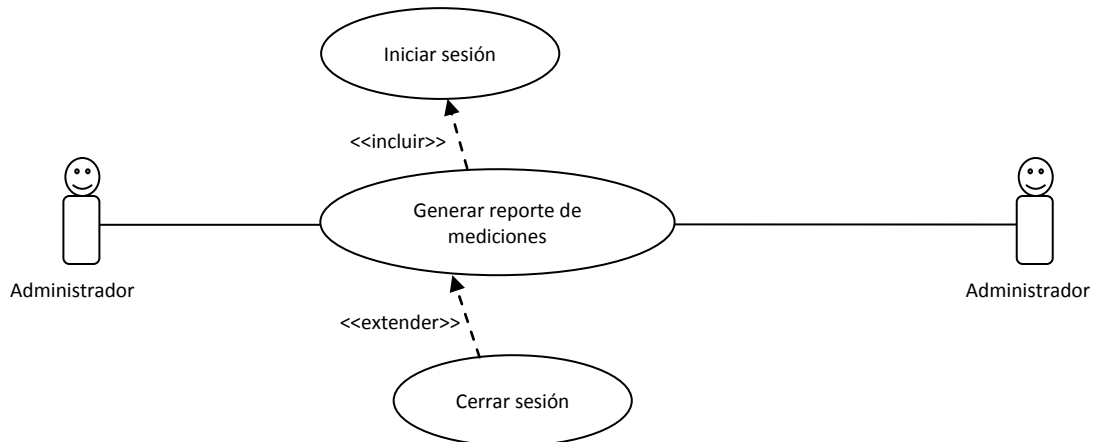 Iniciar sesión
<<incluir>>
Generar reporte de
mediciones
Administrador
Administrador
<<extender>>
Cerrar sesión